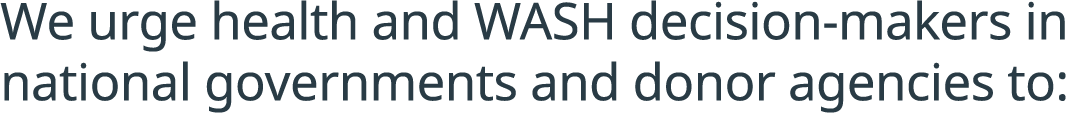 We urge health and WASH decision-makers in
national governments and donor agencies to: